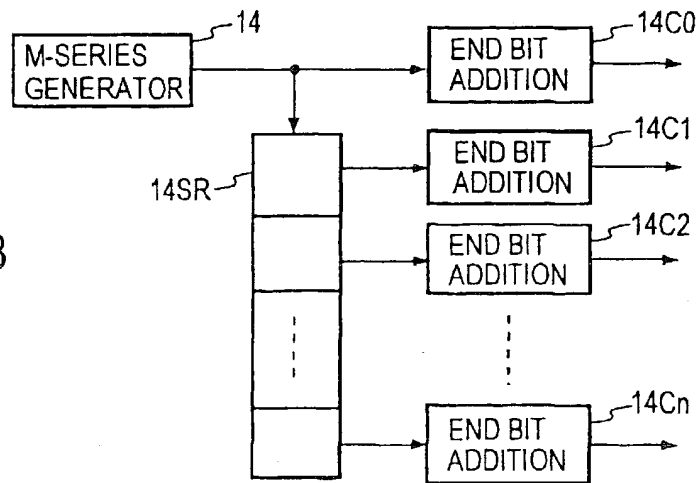 14
M-SERIES
GENERATOR
14C0
END BIT
ADDITION
14C1
END BIT
ADDITION
14SR
14C2
END BIT
ADDITION
14Cn
END BIT
ADDITION